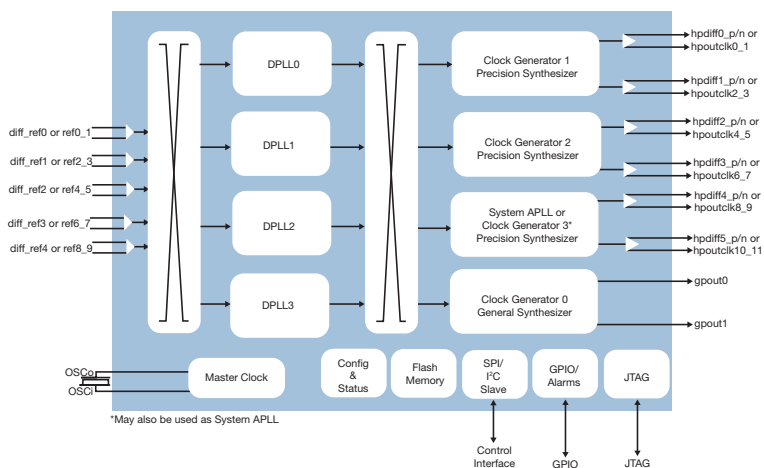 diff_ref0 or ref0_1
diff_ref1 or ref2_3
diff_ref2 or ref4_5
diff_ref3 or ref6_7
diff_ref4 or ref8_9
DPLL0
DPLL1
DPLL2
DPLL3
Clock Generator 1
Precision Synthesizer
Clock Generator 2
Precision Synthesizer
System APLL or
Clock Generator 3*
Precision Synthesizer
Clock Generator 0
General Synthesizer
hpdiff0_p/n or
hpoutclk0_1
hpdiff1_p/n or
hpoutclk2_3
hpdiff2_p/n or
hpoutclk4_5
hpdiff3_p/n or
hpoutclk6_7
hpdiff4_p/n or
hpoutclk8_9
hpdiff5_p/n or
hpoutclk10_11
gpout0
gpout1
OSCo
OSCi
Master Clock
Config
&
Status
Flash
Memory
SPI/
I²C
Slave
GPIO/
Alarms
JTAG
*May also be used as System APLL
Control
Interface
GPIO
JTAG